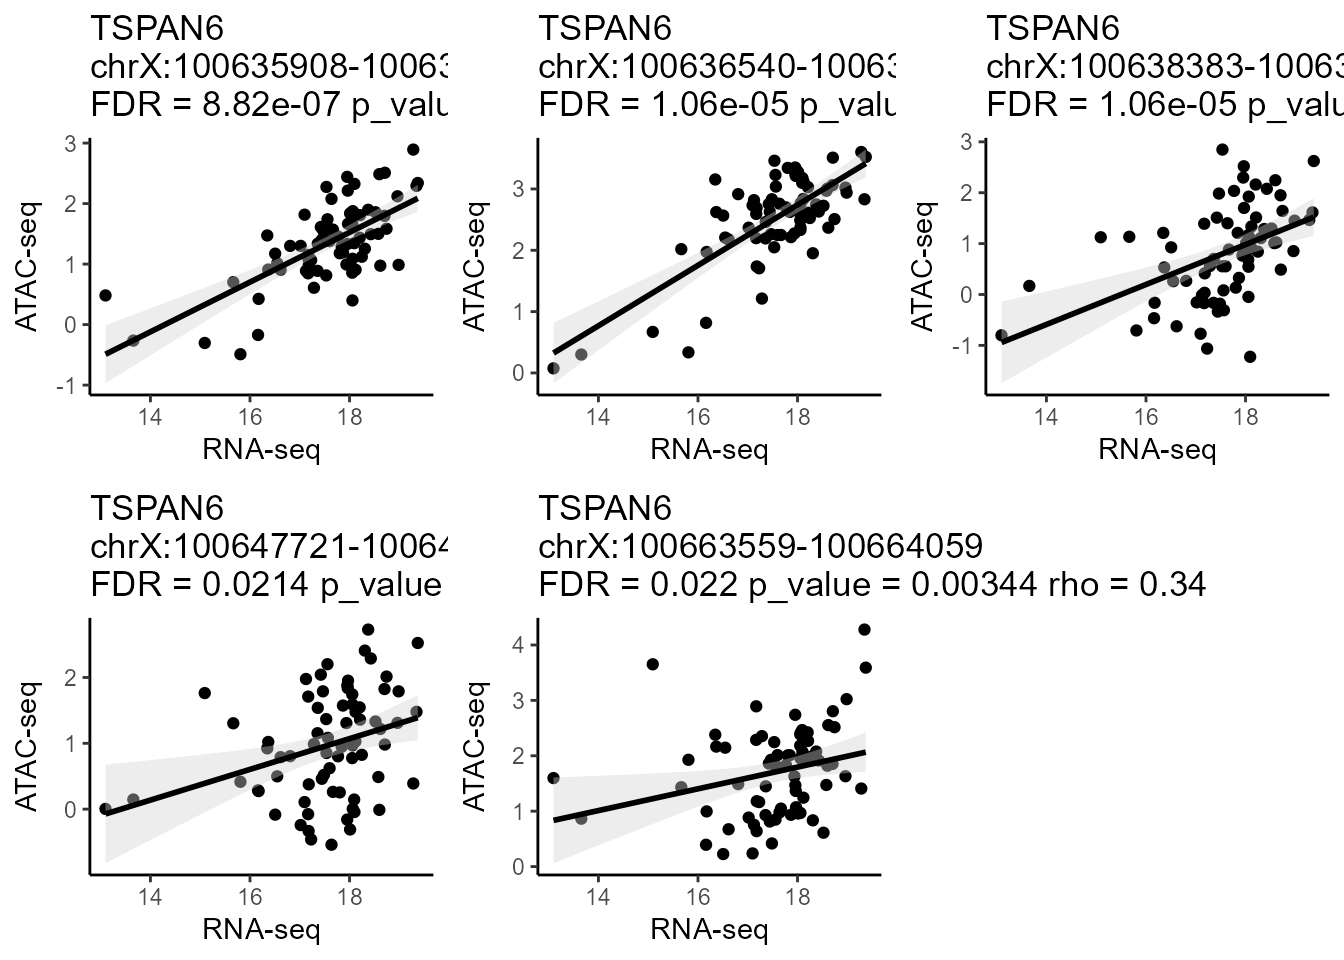 TSPAN6
chrX:100635908-10063
FDR = 8.82e-07 p_valu
3
2
1
0
-1
ATAC-seq
14 16 18
RNA-seq
TSPAN6
chrX:100636540-10063
FDR = 1.06e-05 p_valu
3
2
1
0
ATAC-seq
14 16 18
RNA-seq
TSPAN6
chrX:100638383-10063
FDR = 1.06e-05 p_valu
3
2
1
0
-1
ATAC-seq
14 16 18
RNA-seq
TSPAN6
chrX:100647721-10064
FDR = 0.0214 p_value
2
1
0
ATAC-seq
14 16 18
RNA-seq
TSPAN6
chrX:100663559-100664059
FDR = 0.022 p_value = 0.00344 rho = 0.34
4
3
2
1
0
ATAC-seq
14 16 18
RNA-seq